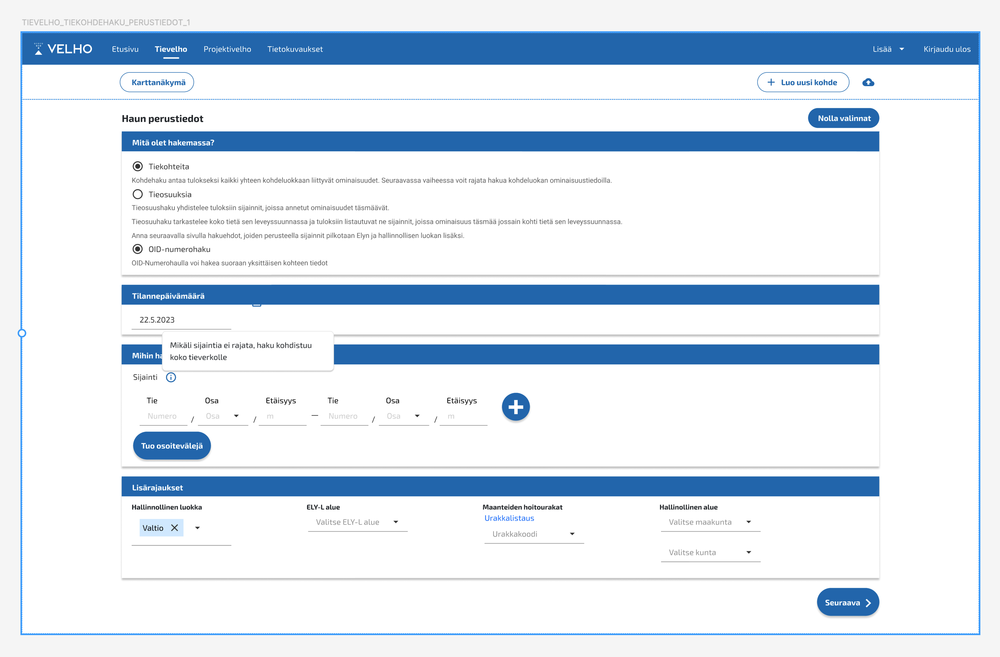 TIEVELHO_TIEKOHDEHAKU_PERUSTIEDOT_1
VELHO Etusivu Tievelho Projektivelho Tietokuvaukset Lisää Kirjaudu ulos
Karttanäkymä Luo uusi kohde
Haun perustiedot Nolla valinnat
Mitä olet hakemassa?
Tiekohteita
Kohdehaku antaa tulokseksi kaikki yhteen kohdeluokkaan liittyvät ominaisuudet. Seuraavassa vaiheessa voit rajata hakua kohdeluokan ominaisuustiedoilla.
Tieosuuksia
Tieosuushaku yhdistelee tuloksiin sijainnit, joissa annetut ominaisuudet täsmäävät.
Tieosuuhaku tarkastelee koko tietä sen leveyssuunnassa ja tuloksiin listautuvat ne sijainnit, joissa ominaisuus täsmää jossain kohti tietä sen leveyssuunnassa.
Anna seuraavalla sivulla hakuehdot, joiden perusteella sijainnit pilkotaan Elyn ja hallinnollisen luokan lisäksi.
OID-numerohaku
OID-Numerohaulla voi hakea suoraan yksittäisen kohteen tiedot
Tilannepäivämäärä
22.5.2023
Mikäli sijaintia ei rajata, haku kohdistuu
koko tieverkolle
Mihin
Sijainti
Tie Osa Etäisyys Tie Osa Etäisyys
Numero / Osa / m — Numero / Osa / m
Tuo osoitevälejä
Lisärajaukset
Hallinnollinen luokka ELY-L alue Maanteiden hoitourakat Hallinollinen alue
Urakkalistaus
Valtio Valitse ELY-L alue Valitse maakunta
Urakkakoodi
Valitse kunta
Seuraava